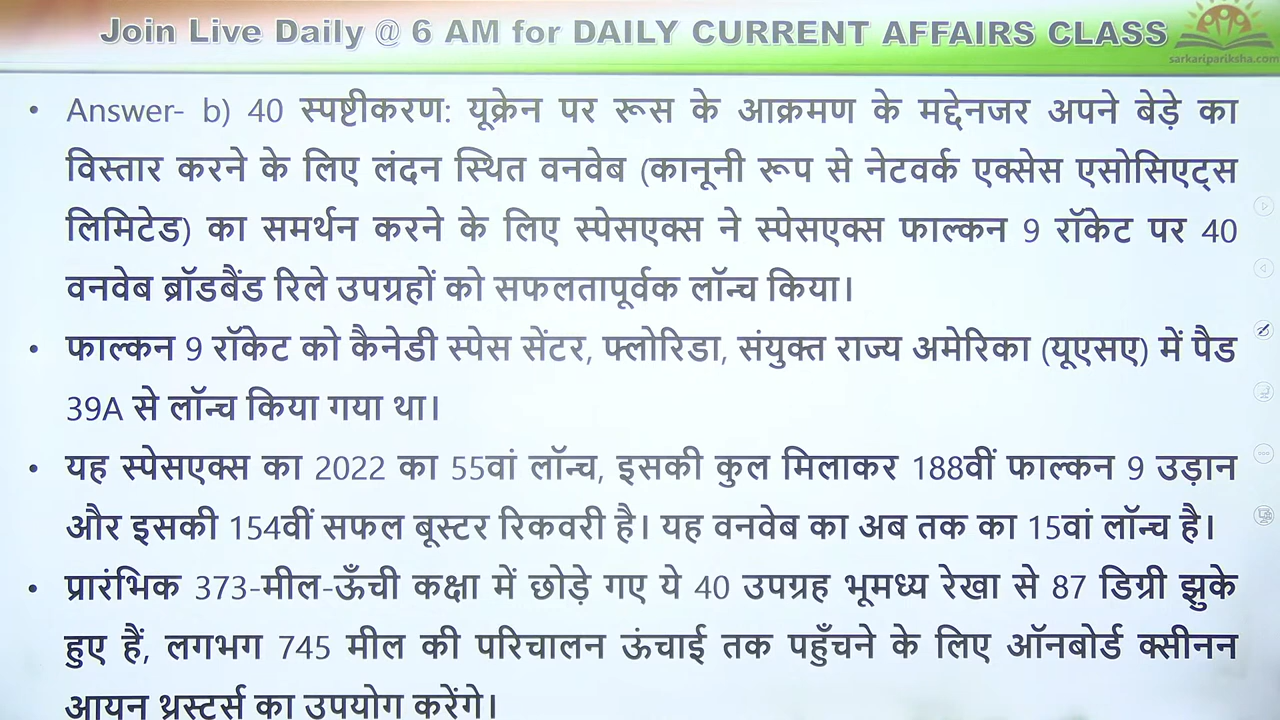 Join Live Daily @ 6 AM for DAILY CURRENT AFFAIRS CLASS
sarkaripariksha.com
• Answer- b) 40 स्पष्टीकरण: यूक्रेन पर रूस के आक्रमण के मद्देनजर अपने बेड़े का
विस्तार करने के लिए लंदन स्थित वनवेब (कानूनी रूप से नेटवर्क एक्सेस एसोसिएट्स
लिमिटेड) का समर्थन करने के लिए स्पेसएक्स ने स्पेसएक्स फाल्कन 9 रॉकेट पर 40
वनवेब ब्रॉडबैंड रिले उपग्रहों को सफलतापूर्वक लॉन्च किया।
• फाल्कन 9 रॉकेट को कैनेडी स्पेस सेंटर, फ्लोरिडा, संयुक्त राज्य अमेरिका (यूएसए) में पैड
39A से लॉन्च किया गया था।
• यह स्पेसएक्स का 2022 का 55वां लॉन्च, इसकी कुल मिलाकर 188वीं फाल्कन 9 उड़ान
और इसकी 154वीं सफल बूस्टर रिकवरी है। यह वनवेब का अब तक का 15वां लॉन्च है।
• प्रारंभिक 373-मील-ऊँची कक्षा में छोड़े गए ये 40 उपग्रह भूमध्य रेखा से 87 डिग्री झुके
हुए हैं, लगभग 745 मील की परिचालन ऊंचाई तक पहुँचने के लिए ऑनबोर्ड क्सीनन
आयन थ्रस्टर्स का उपयोग करेंगे।